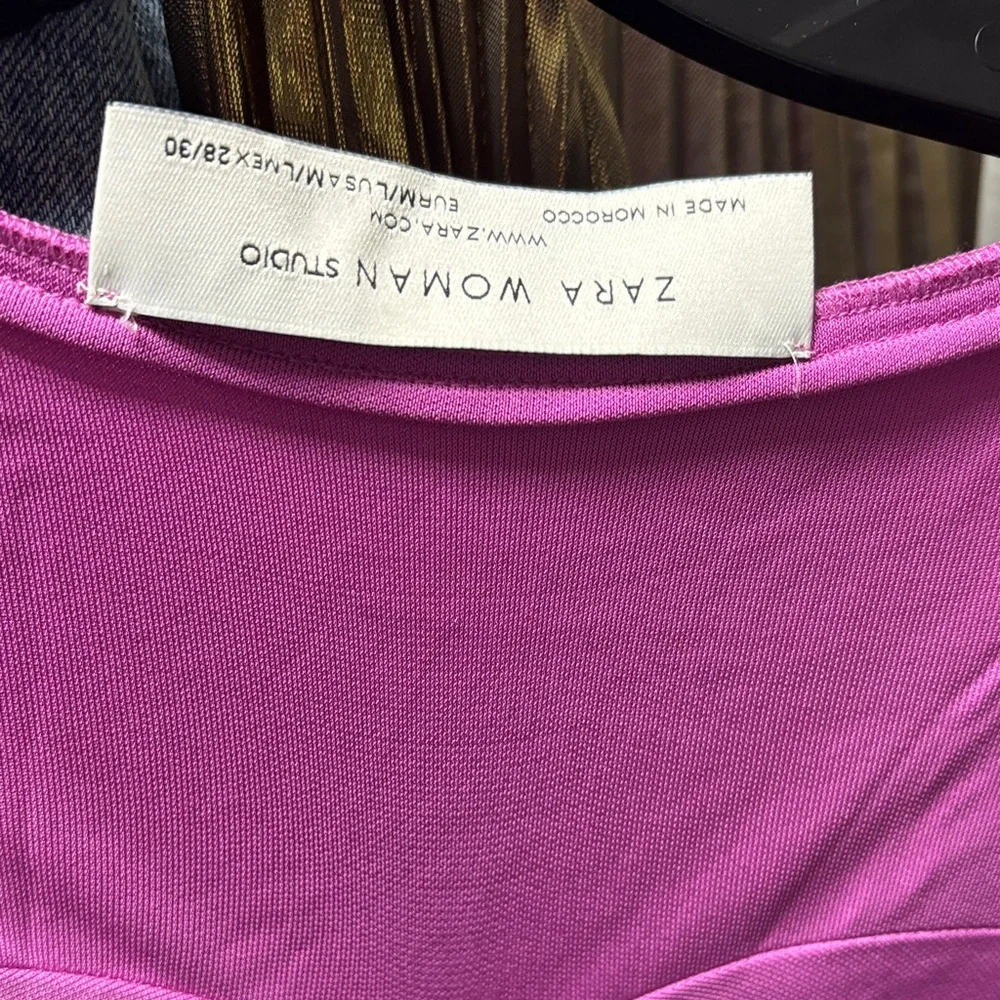 ZARA WOMAN STUDIO
WWW.ZARA.COM
MADE IN MOROCCO EUR M/L USA M/L MEX 28/30